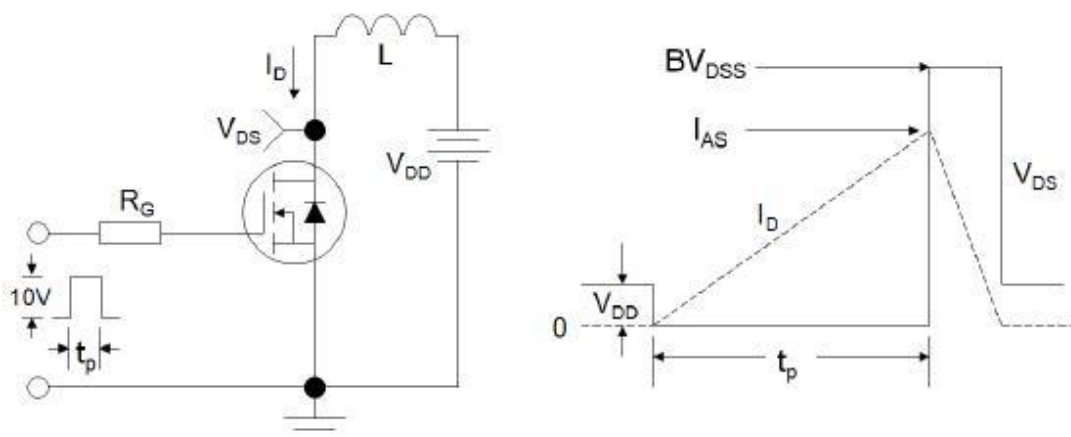 L
I_D
V_DS
V_DD
R_G
10V
t_p
BV_DSS
I_AS
V_DS
I_D
V_DD
0
t_p